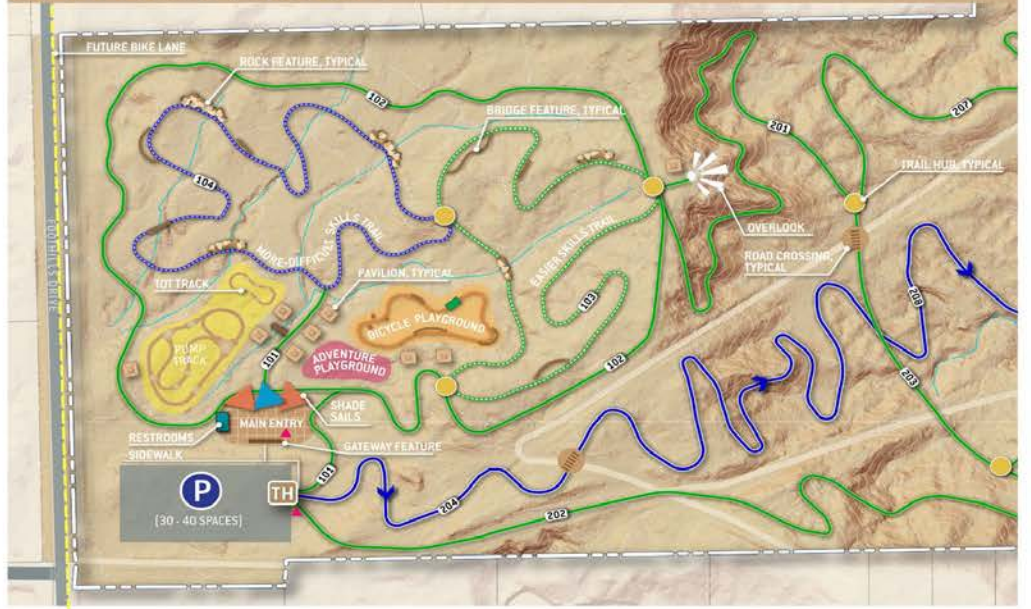 FUTURE BIKE LANE
ROCK FEATURE, TYPICAL
102
BRIDGE FEATURE, TYPICAL
201
207
TRAIL HUB, TYPICAL
104
MORE-DIFFICULT SKILLS TRAIL
EASIER SKILLS TRAIL
OVERLOOK
ROAD CROSSING,
TYPICAL
FOOTHILLS DRIVE
TOT TRACK
PAVILION, TYPICAL
103
208
BICYCLE PLAYGROUND
PUMP
TRACK
101
ADVENTURE
PLAYGROUND
102
203
SHADE
SAILS
MAIN ENTRY
RESTROOMS
SIDEWALK
GATEWAY FEATURE
101
P
[30 - 40 SPACES]
TH
204
202